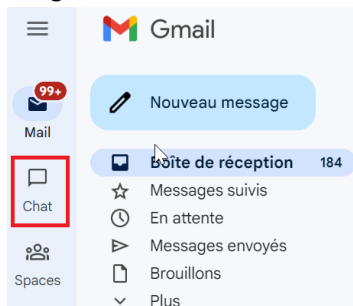 Gmail
99+
Mail
Nouveau message
Boîte de réception 184
Chat
Messages suivis
En attente
Messages envoyés
Spaces
Brouillons
Plus